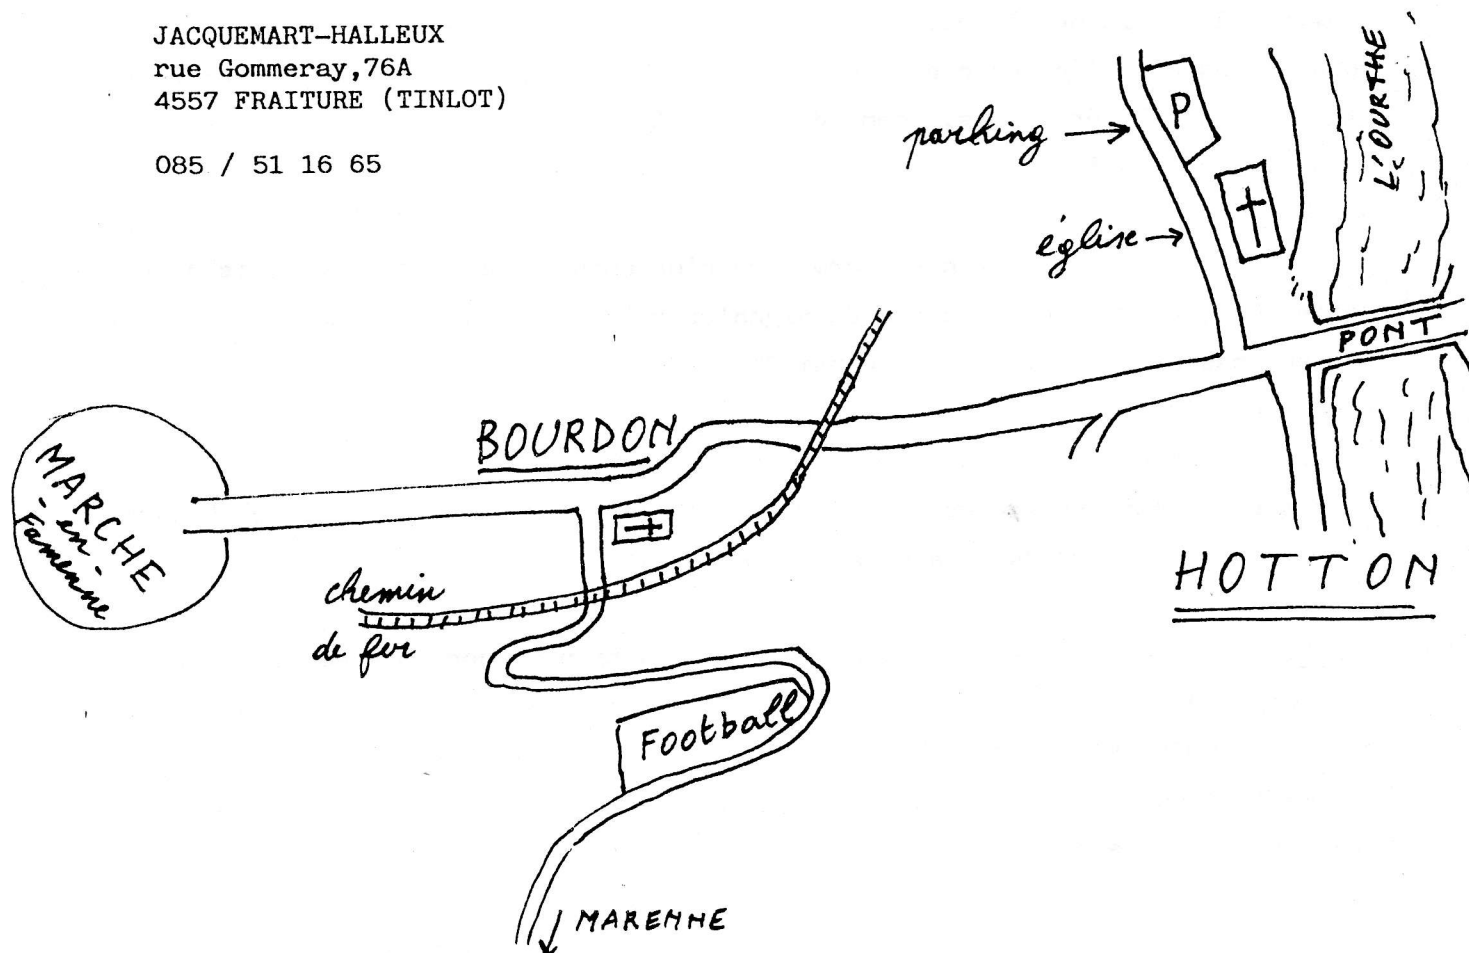 JACQUEMART-HALLEUX
rue Gommeray,76A
4557 FRAITURE (TINLOT)
085 / 51 16 65
L'OURTHE
P
parking
église
PONT
BOURDON
MARCHE
en
Famenne
chemin
de fer
HOTTON
Football
MARENNE